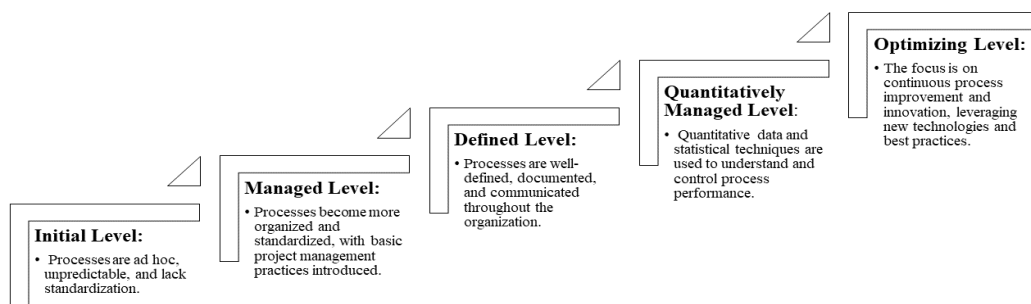 Initial Level:
• Processes are ad hoc,
unpredictable, and lack
standardization.
Managed Level:
• Processes become more
organized and
standardized, with basic
project management
practices introduced.
Defined Level:
• Processes are well-
defined, documented,
and communicated
throughout the
organization.
Quantitatively
Managed Level:
• Quantitative data and
statistical techniques are
used to understand and
control process
performance.
Optimizing Level:
• The focus is on
continuous process
improvement and
innovation, leveraging
new technologies and
best practices.